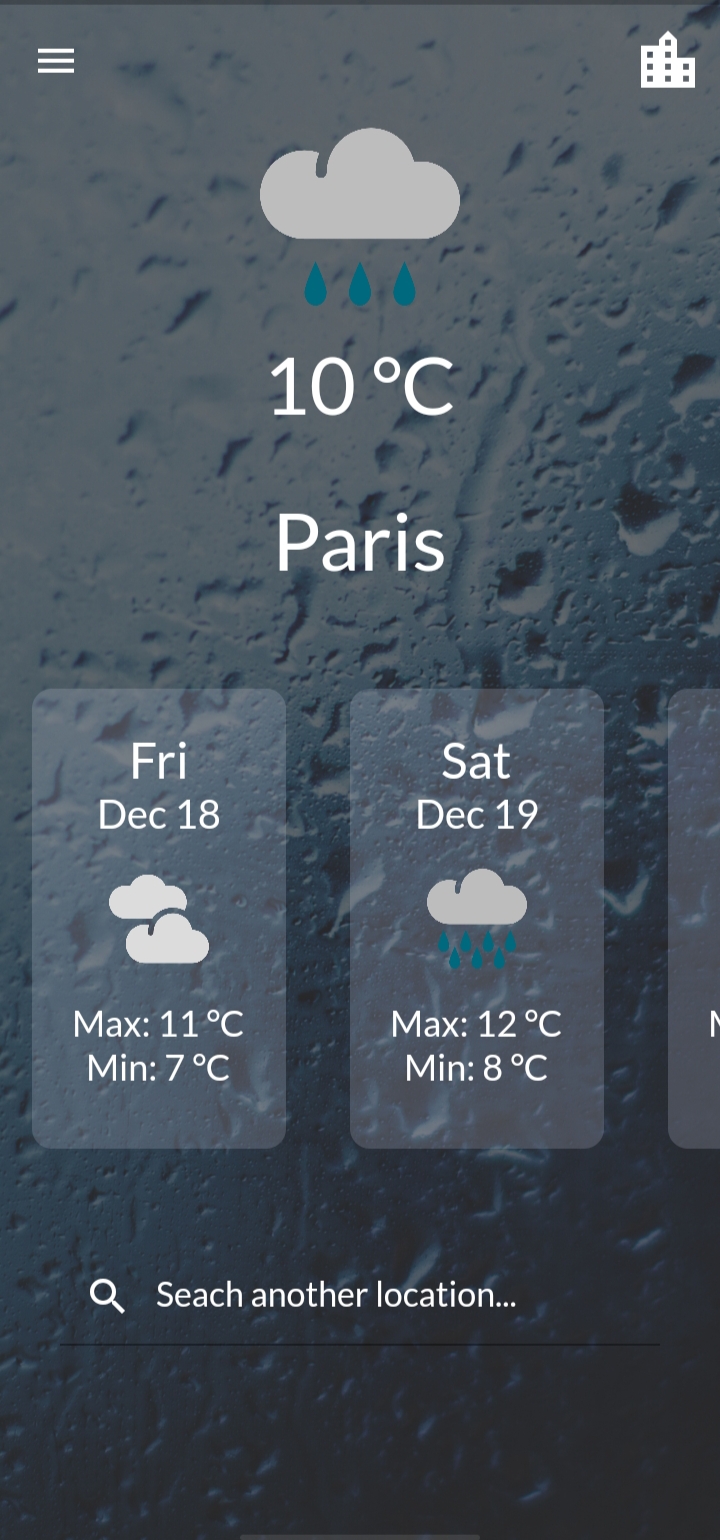 10 °C
Paris
Fri
Dec 18
Max: 11 °C
Min: 7 °C
Sat
Dec 19
Max: 12 °C
Min: 8 °C
M
Seach another location...